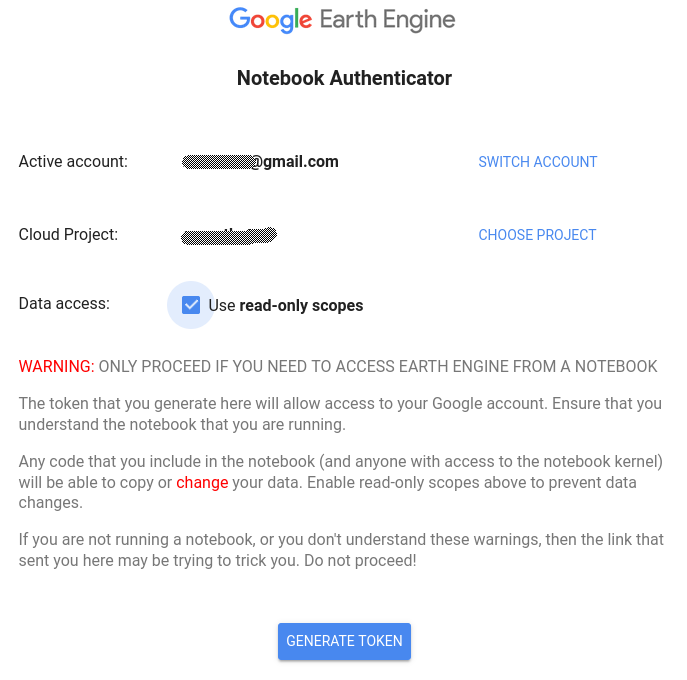 Google Earth Engine
Notebook Authenticator
Active account: @gmail.com SWITCH ACCOUNT
Cloud Project: CHOOSE PROJECT
Data access: Use read-only scopes
WARNING: ONLY PROCEED IF YOU NEED TO ACCESS EARTH ENGINE FROM A NOTEBOOK
The token that you generate here will allow access to your Google account. Ensure that you
understand the notebook that you are running.
Any code that you include in the notebook (and anyone with access to the notebook kernel)
will be able to copy or change your data. Enable read-only scopes above to prevent data
changes.
If you are not running a notebook, or you don't understand these warnings, then the link that
sent you here may be trying to trick you. Do not proceed!
GENERATE TOKEN